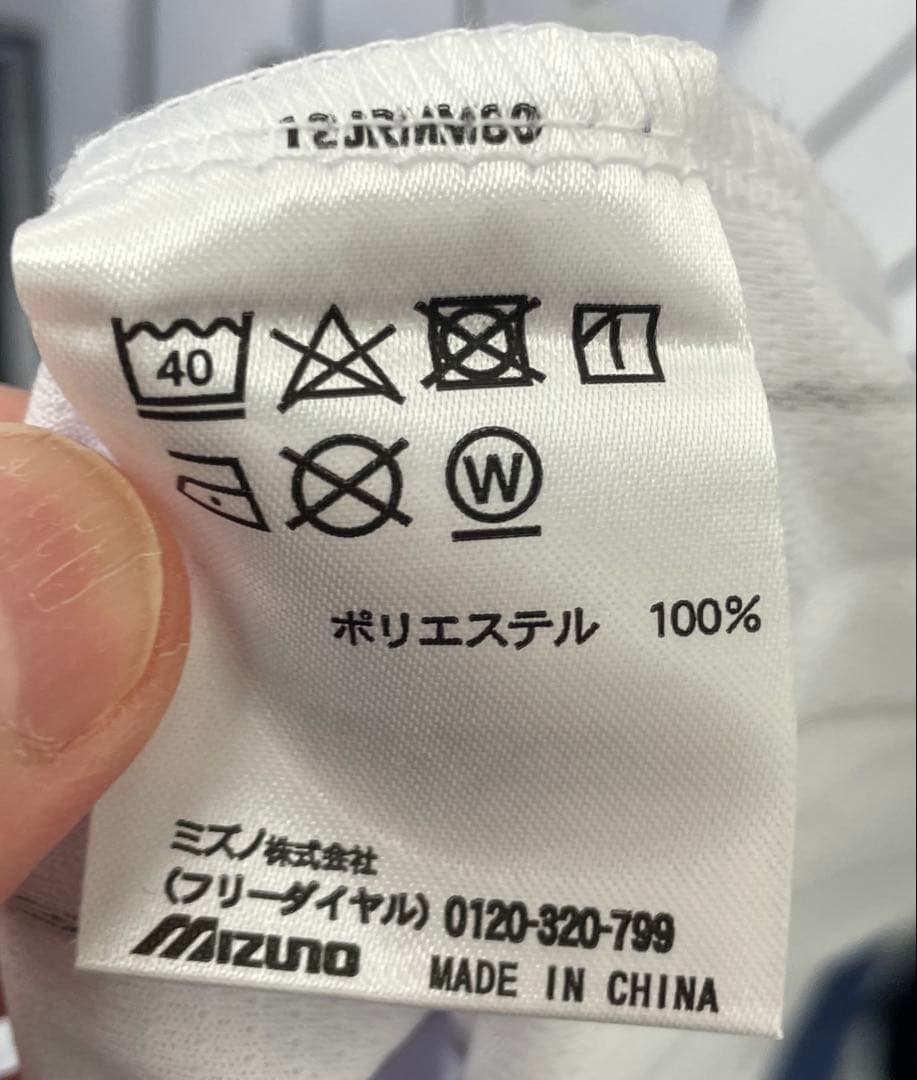 40
W
ポリエステル 100%
ミズノ株式会社
(フリーダイヤル) 0120-320-799
MIZUNO MADE IN CHINA